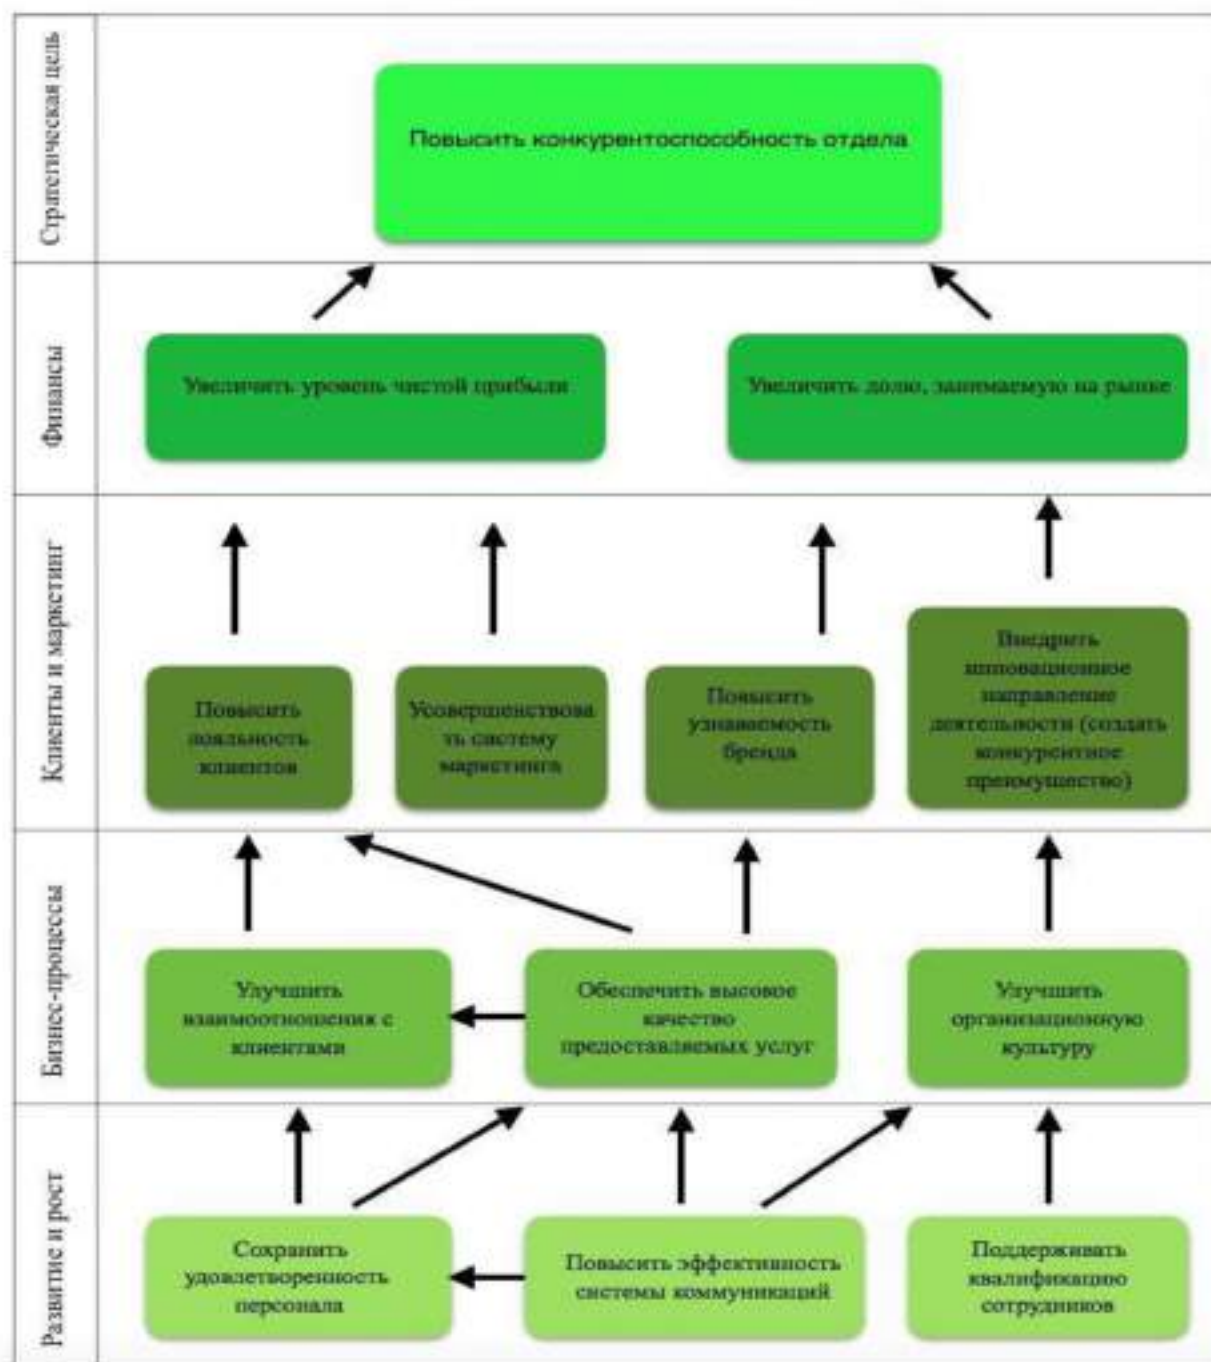 Стратегическая цель
Повысить конкурентоспособность отдела
Финансы
Увеличить уровень чистой прибыли
Увеличить долю, занимаемую на рынке
Клиенты и маркетинг
Повысить
лояльность
клиентов
Усовершенствова
ть систему
маркетинга
Повысить
узнаваемость
бренда
Внедрить
инновационное
направление
деятельности (создать
конкурентное
преимущество)
Бизнес-процессы
Улучшить
взаимоотношения с
клиентами
Обеспечить высокое
качество
предоставляемых услуг
Улучшить
организационную
культуру
Развитие и рост
Сохранить
удовлетворенность
персонала
Повысить эффективность
системы коммуникаций
Поддерживать
квалификацию
сотрудников